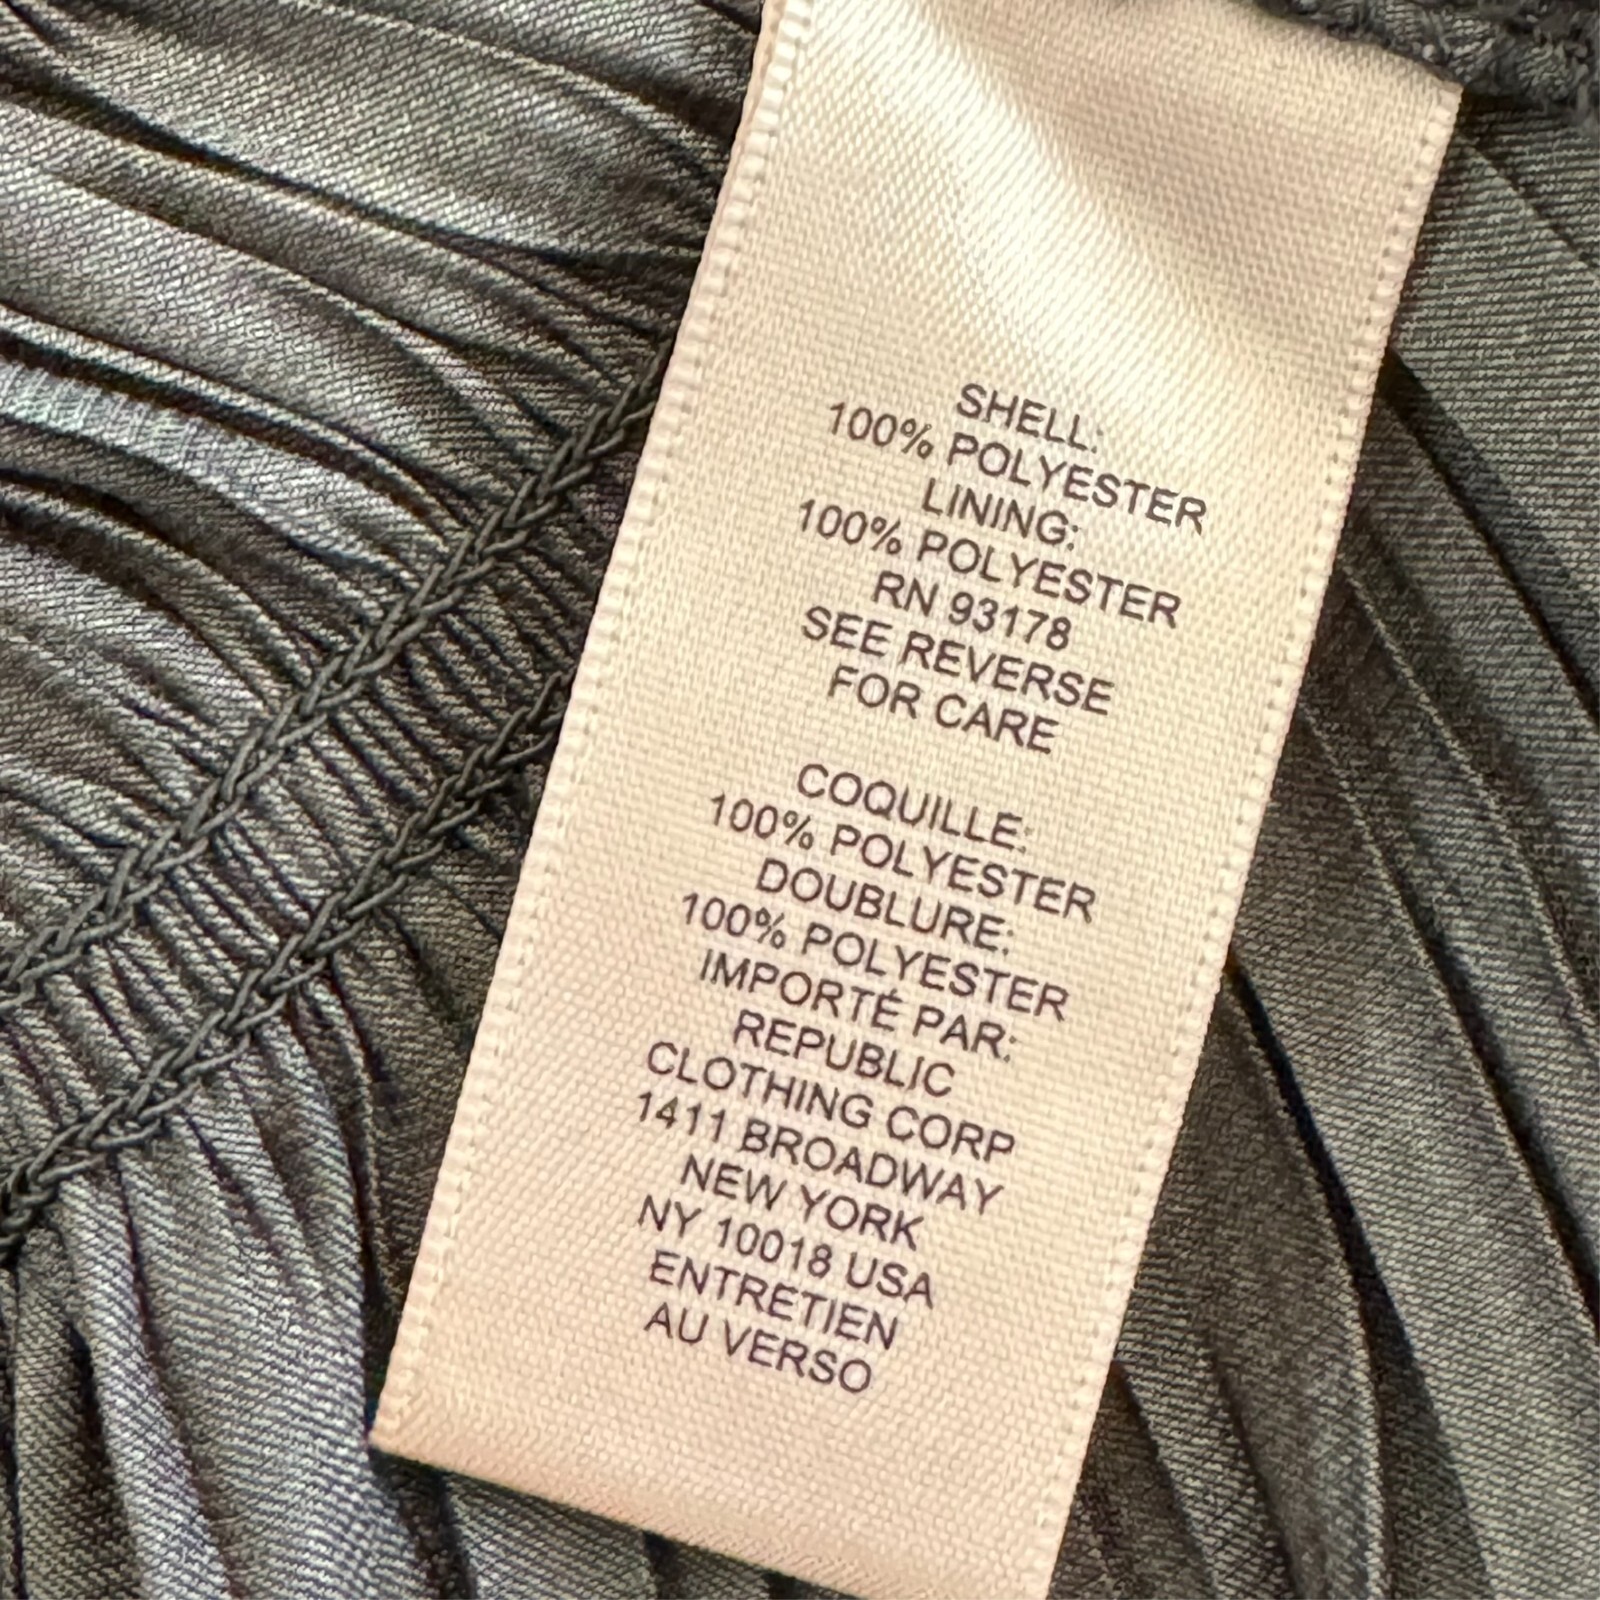 SHELL:
100% POLYESTER
LINING:
100% POLYESTER
RN 93178
SEE REVERSE
FOR CARE
COQUILLE:
100% POLYESTER
DOUBLURE:
100% POLYESTER
IMPORTÉ PAR:
REPUBLIC
CLOTHING CORP
1411 BROADWAY
NEW YORK
NY 10018 USA
ENTRETIEN
AU VERSO